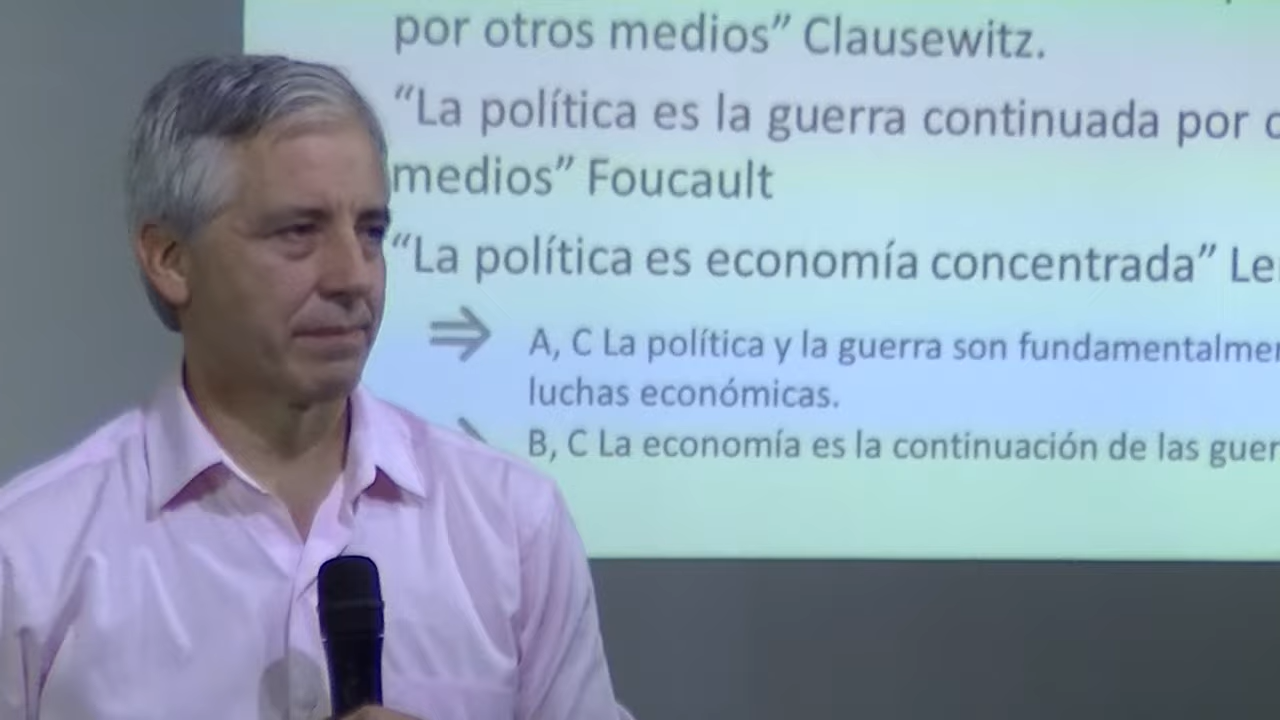 por otros medios” Clausewitz.
“La política es la guerra continuada por
medios” Foucault
“La política es economía concentrada”
A, C La política y la guerra son
luchas económicas.
B, C La economía es la continuación de las